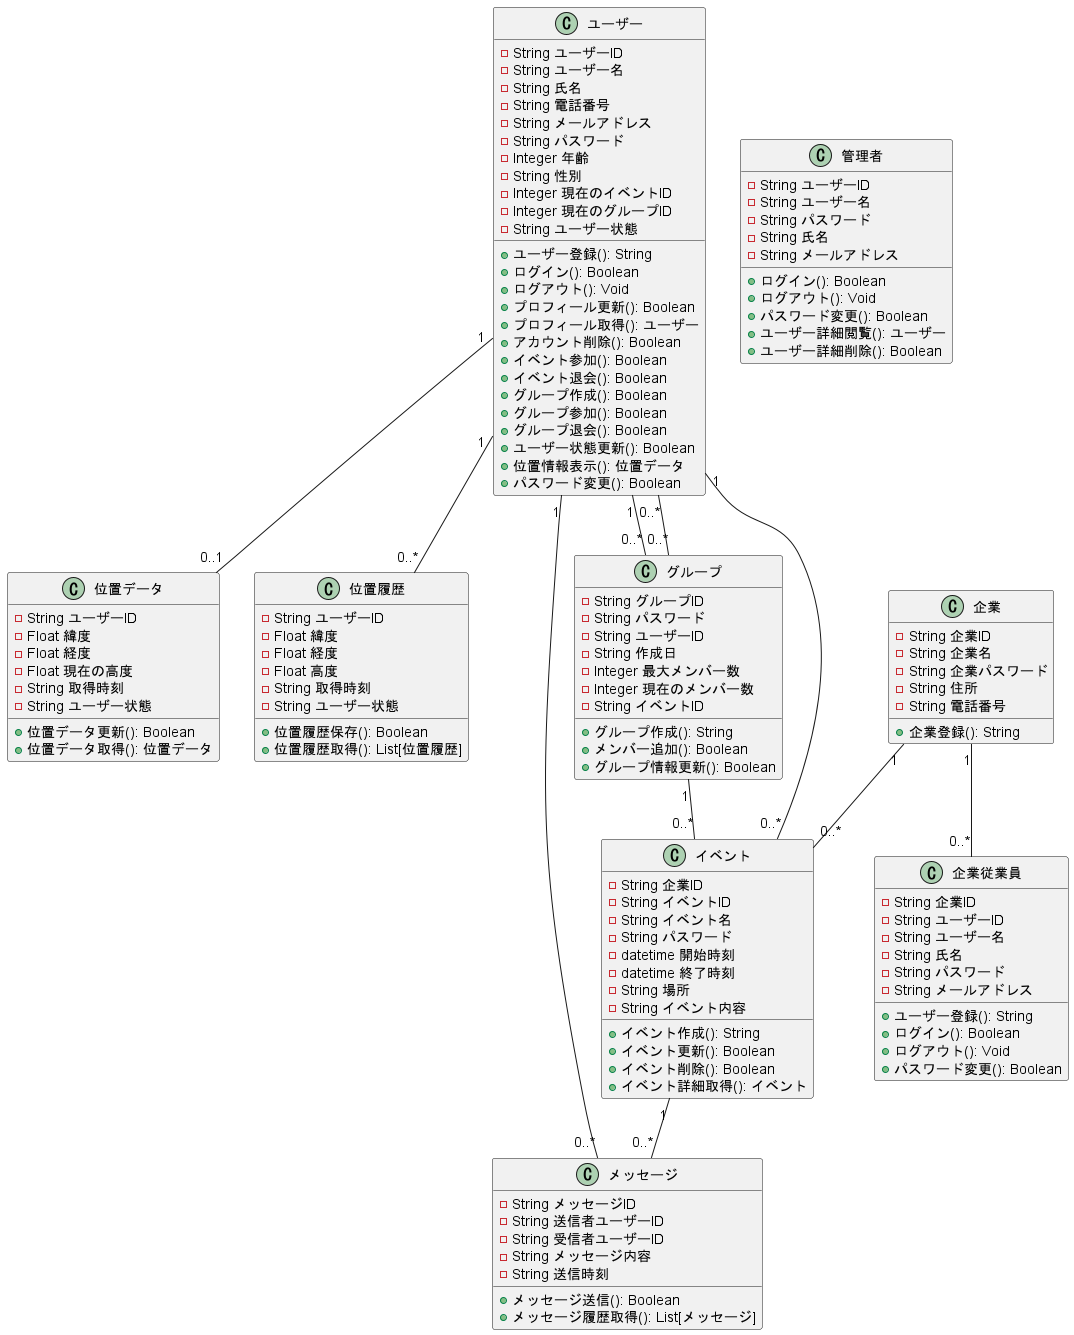 C ユーザー
String ユーザーID
String ユーザー名
String 氏名
String 電話番号
String メールアドレス
String パスワード
Integer 年齢
String 性別
Integer 現在のイベントID
Integer 現在のグループID
String ユーザー状態
ユーザー登録(): String
ログイン(): Boolean
ログアウト(): Void
プロフィール更新(): Boolean
プロフィール取得(): ユーザー
アカウント削除(): Boolean
イベント参加(): Boolean
イベント退会(): Boolean
グループ作成(): Boolean
グループ参加(): Boolean
グループ退会(): Boolean
ユーザー状態更新(): Boolean
位置情報表示(): 位置データ
パスワード変更(): Boolean
C 管理者
String ユーザーID
String ユーザー名
String パスワード
String 氏名
String メールアドレス
ログイン(): Boolean
ログアウト(): Void
パスワード変更(): Boolean
ユーザー詳細閲覧(): ユーザー
ユーザー詳細削除(): Boolean
1
1
1
1
1
0..*
0..1
0..*
0..*
0..*
C 位置データ
String ユーザーID
Float 緯度
Float 経度
Float 現在の高度
String 取得時刻
String ユーザー状態
位置データ更新(): Boolean
位置データ取得(): 位置データ
C 位置履歴
String ユーザーID
Float 緯度
Float 経度
Float 高度
String 取得時刻
String ユーザー状態
位置履歴保存(): Boolean
位置履歴取得(): List[位置履歴]
C グループ
String グループID
String パスワード
String ユーザーID
String 作成日
Integer 最大メンバー数
Integer 現在のメンバー数
String イベントID
グループ作成(): String
メンバー追加(): Boolean
グループ情報更新(): Boolean
C 企業
String 企業ID
String 企業名
String 企業パスワード
String 住所
String 電話番号
企業登録(): String
1
1
1
0..*
0..*
0..*
0..*
C イベント
String 企業ID
String イベントID
String イベント名
String パスワード
datetime 開始時刻
datetime 終了時刻
String 場所
String イベント内容
イベント作成(): String
イベント更新(): Boolean
イベント削除(): Boolean
イベント詳細取得(): イベント
C 企業従業員
String 企業ID
String ユーザーID
String ユーザー名
String 氏名
String パスワード
String メールアドレス
ユーザー登録(): String
ログイン(): Boolean
ログアウト(): Void
パスワード変更(): Boolean
1
0..*
0..*
C メッセージ
String メッセージID
String 送信者ユーザーID
String 受信者ユーザーID
String メッセージ内容
String 送信時刻
メッセージ送信(): Boolean
メッセージ履歴取得(): List[メッセージ]